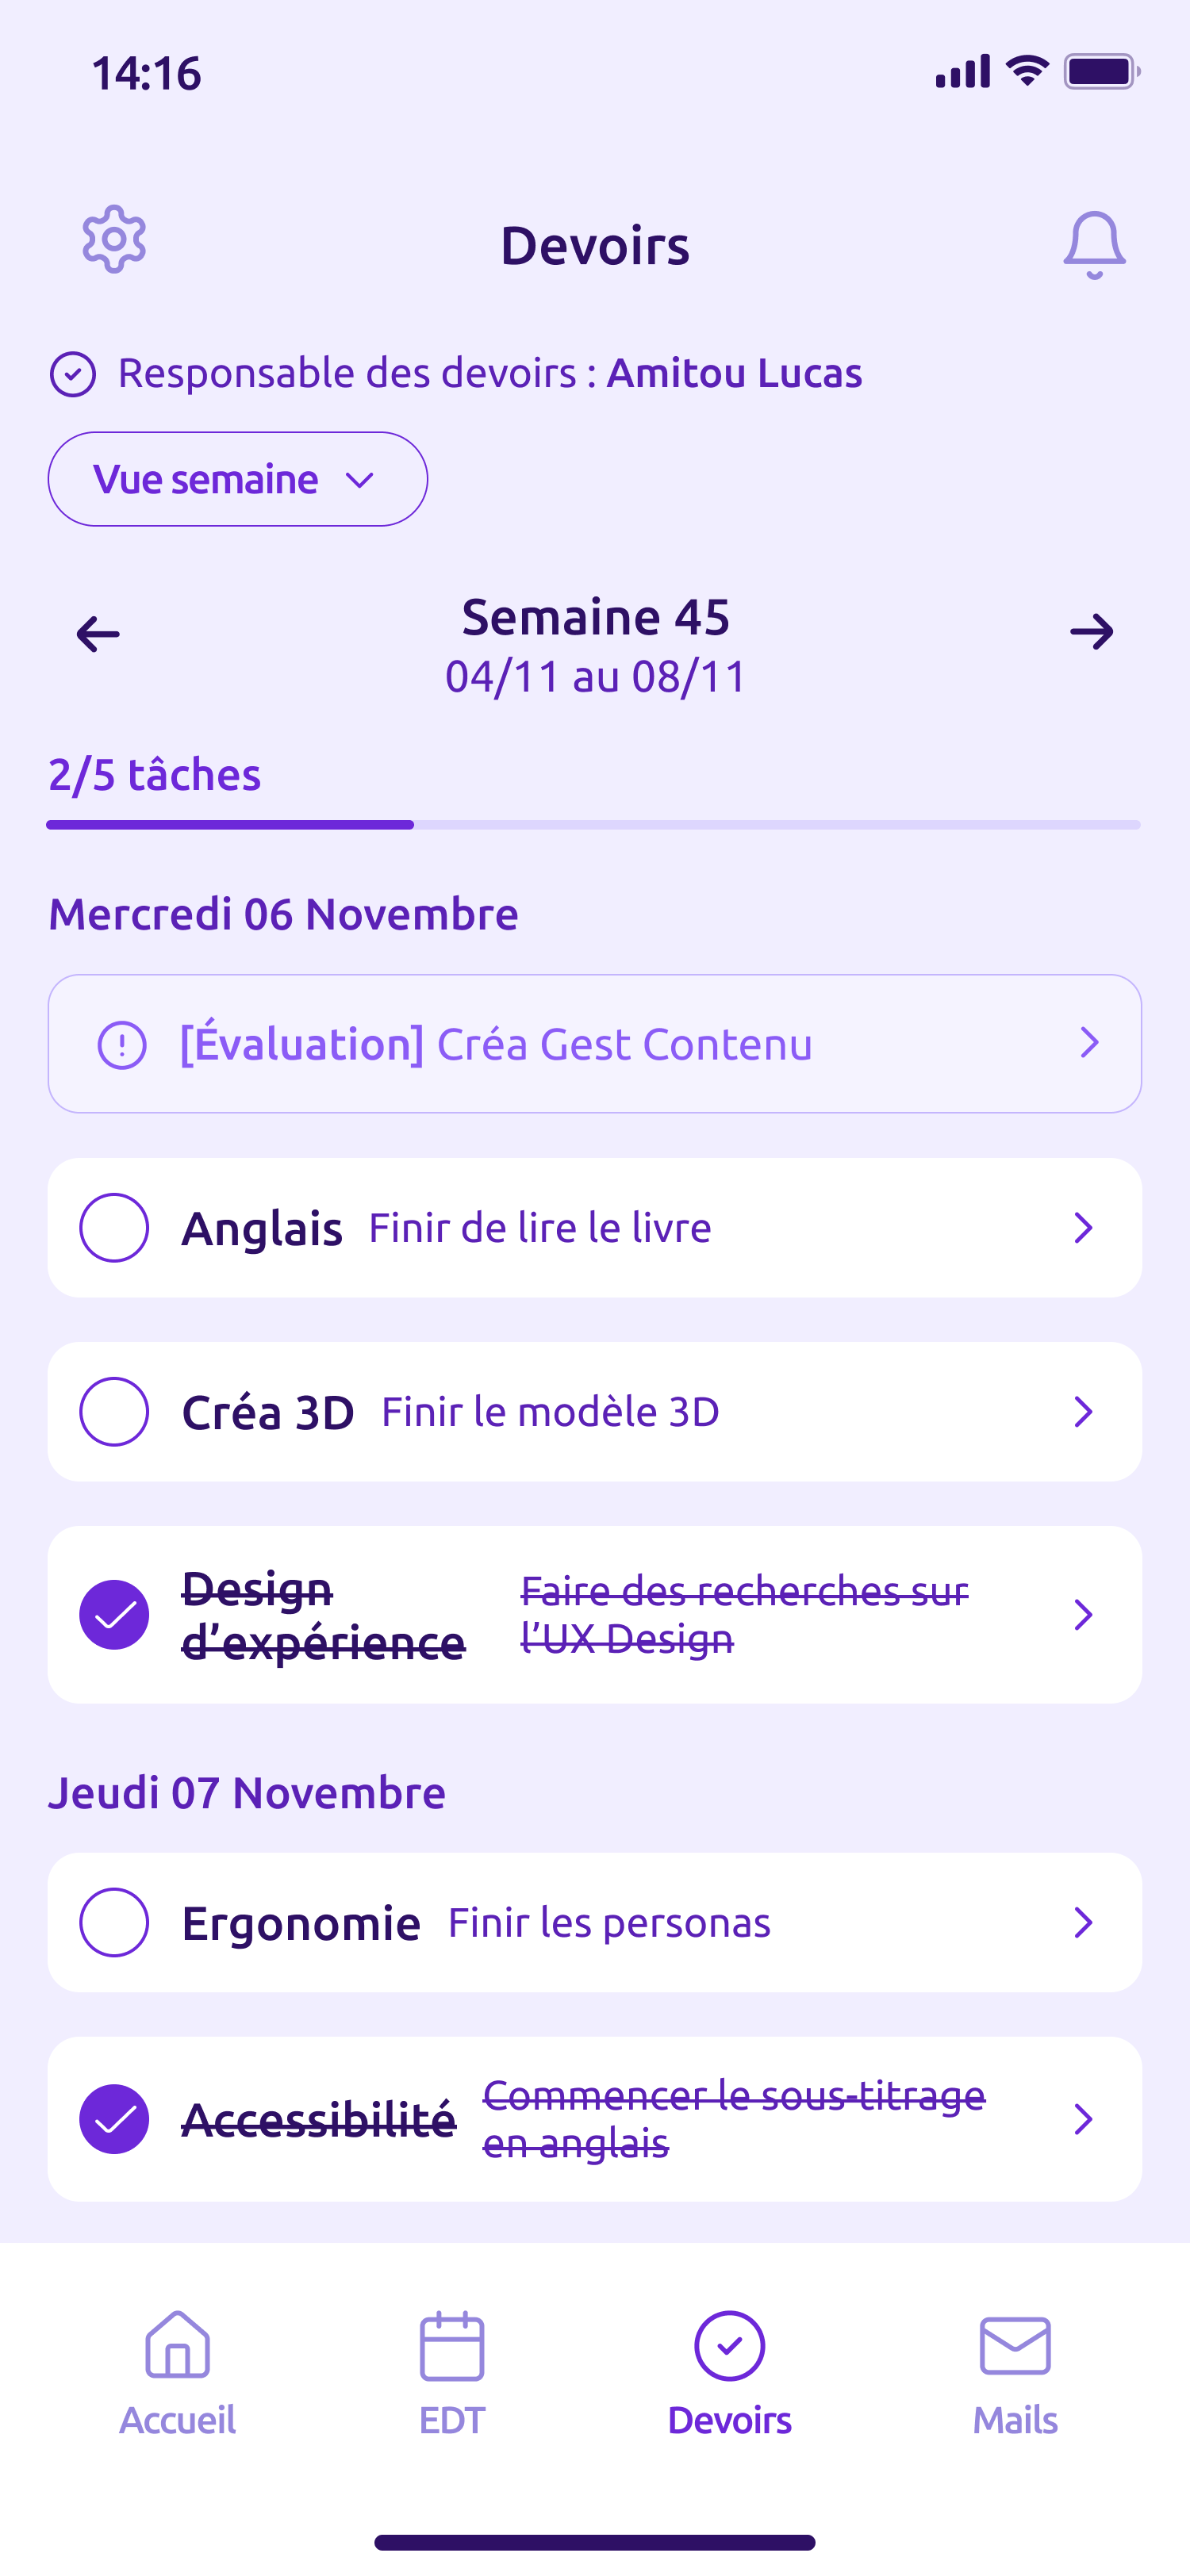 14:16
Devoirs
Responsable des devoirs : Amitou Lucas
Vue semaine
Semaine 45
04/11 au 08/11
2/5 tâches
Mercredi 06 Novembre
[Évaluation] Créa Gest Contenu
Anglais Finir de lire le livre
Créa 3D Finir le modèle 3D
Design
d’expérience
Faire des recherches sur
l’UX Design
Jeudi 07 Novembre
Ergonomie Finir les personas
Accessibilité
Commencer le sous-titrage
en anglais
Accueil EDT Devoirs Mails